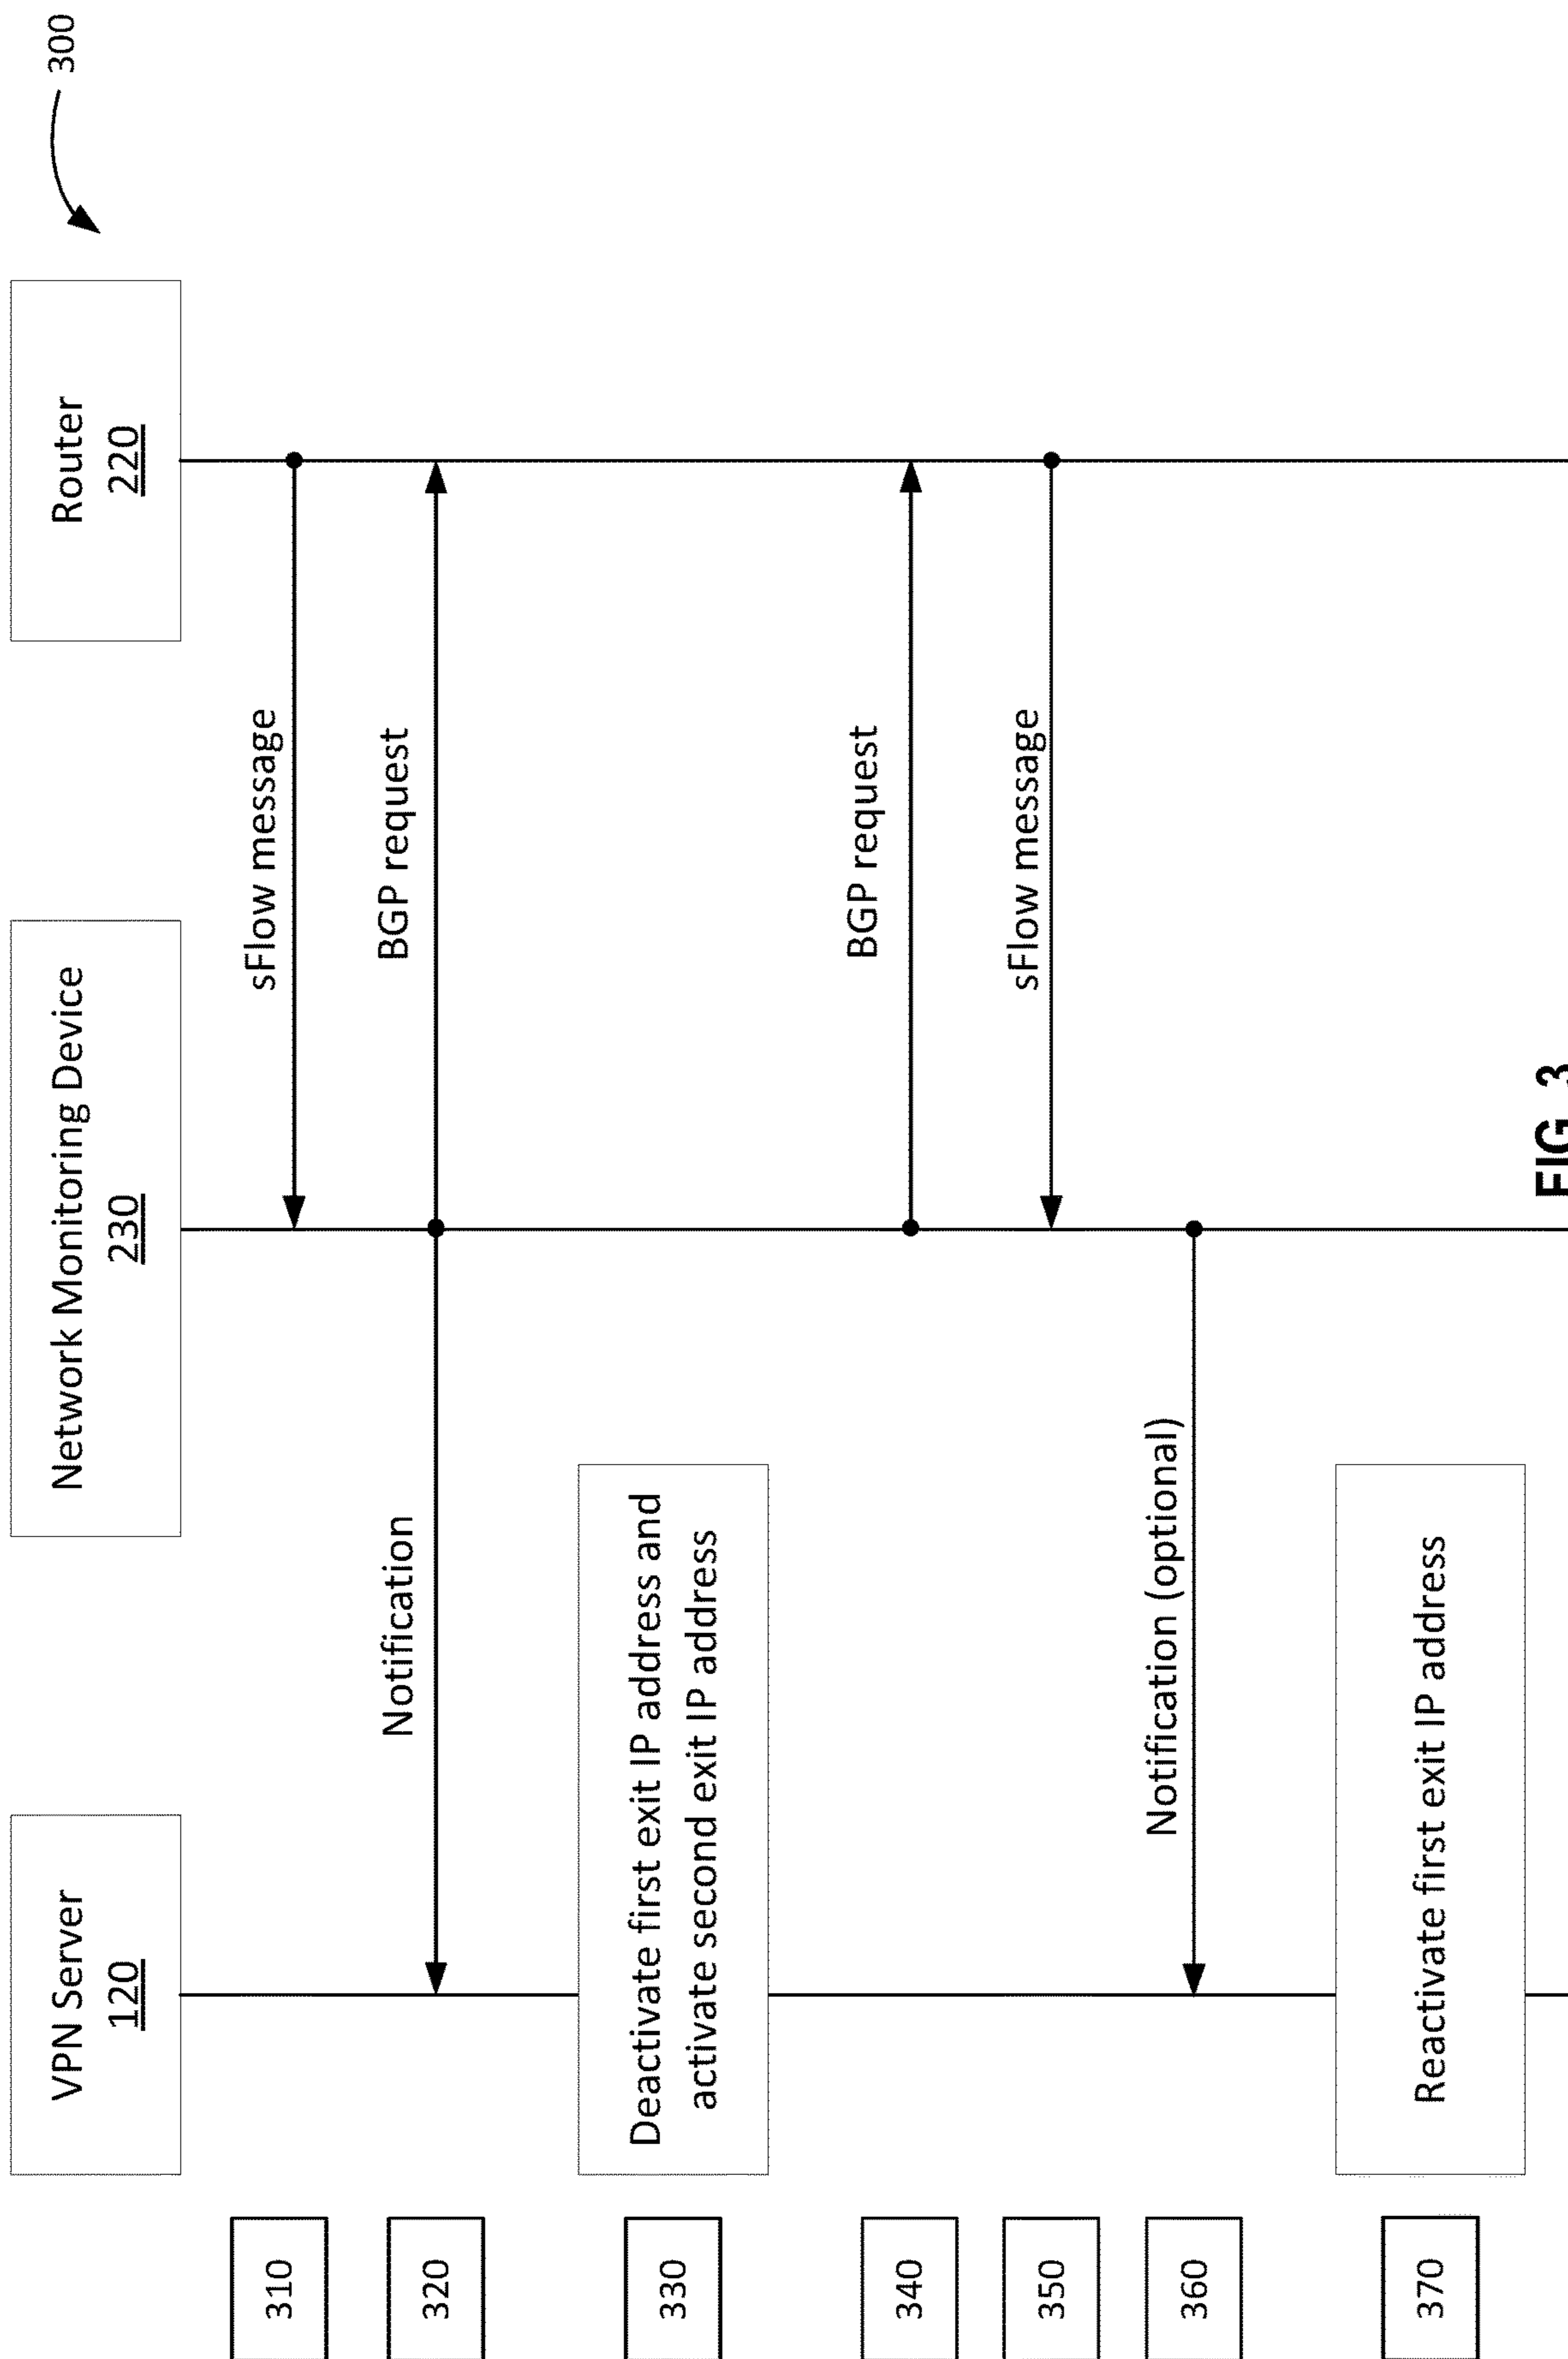 300
VPN Server
120
Network Monitoring Device
230
Router
220
310
sFlow message
320
Notification
BGP request
330
Deactivate first exit IP address and
activate second exit IP address
340
BGP request
350
sFlow message
360
Notification (optional)
370
Reactivate first exit IP address
FIG. 3